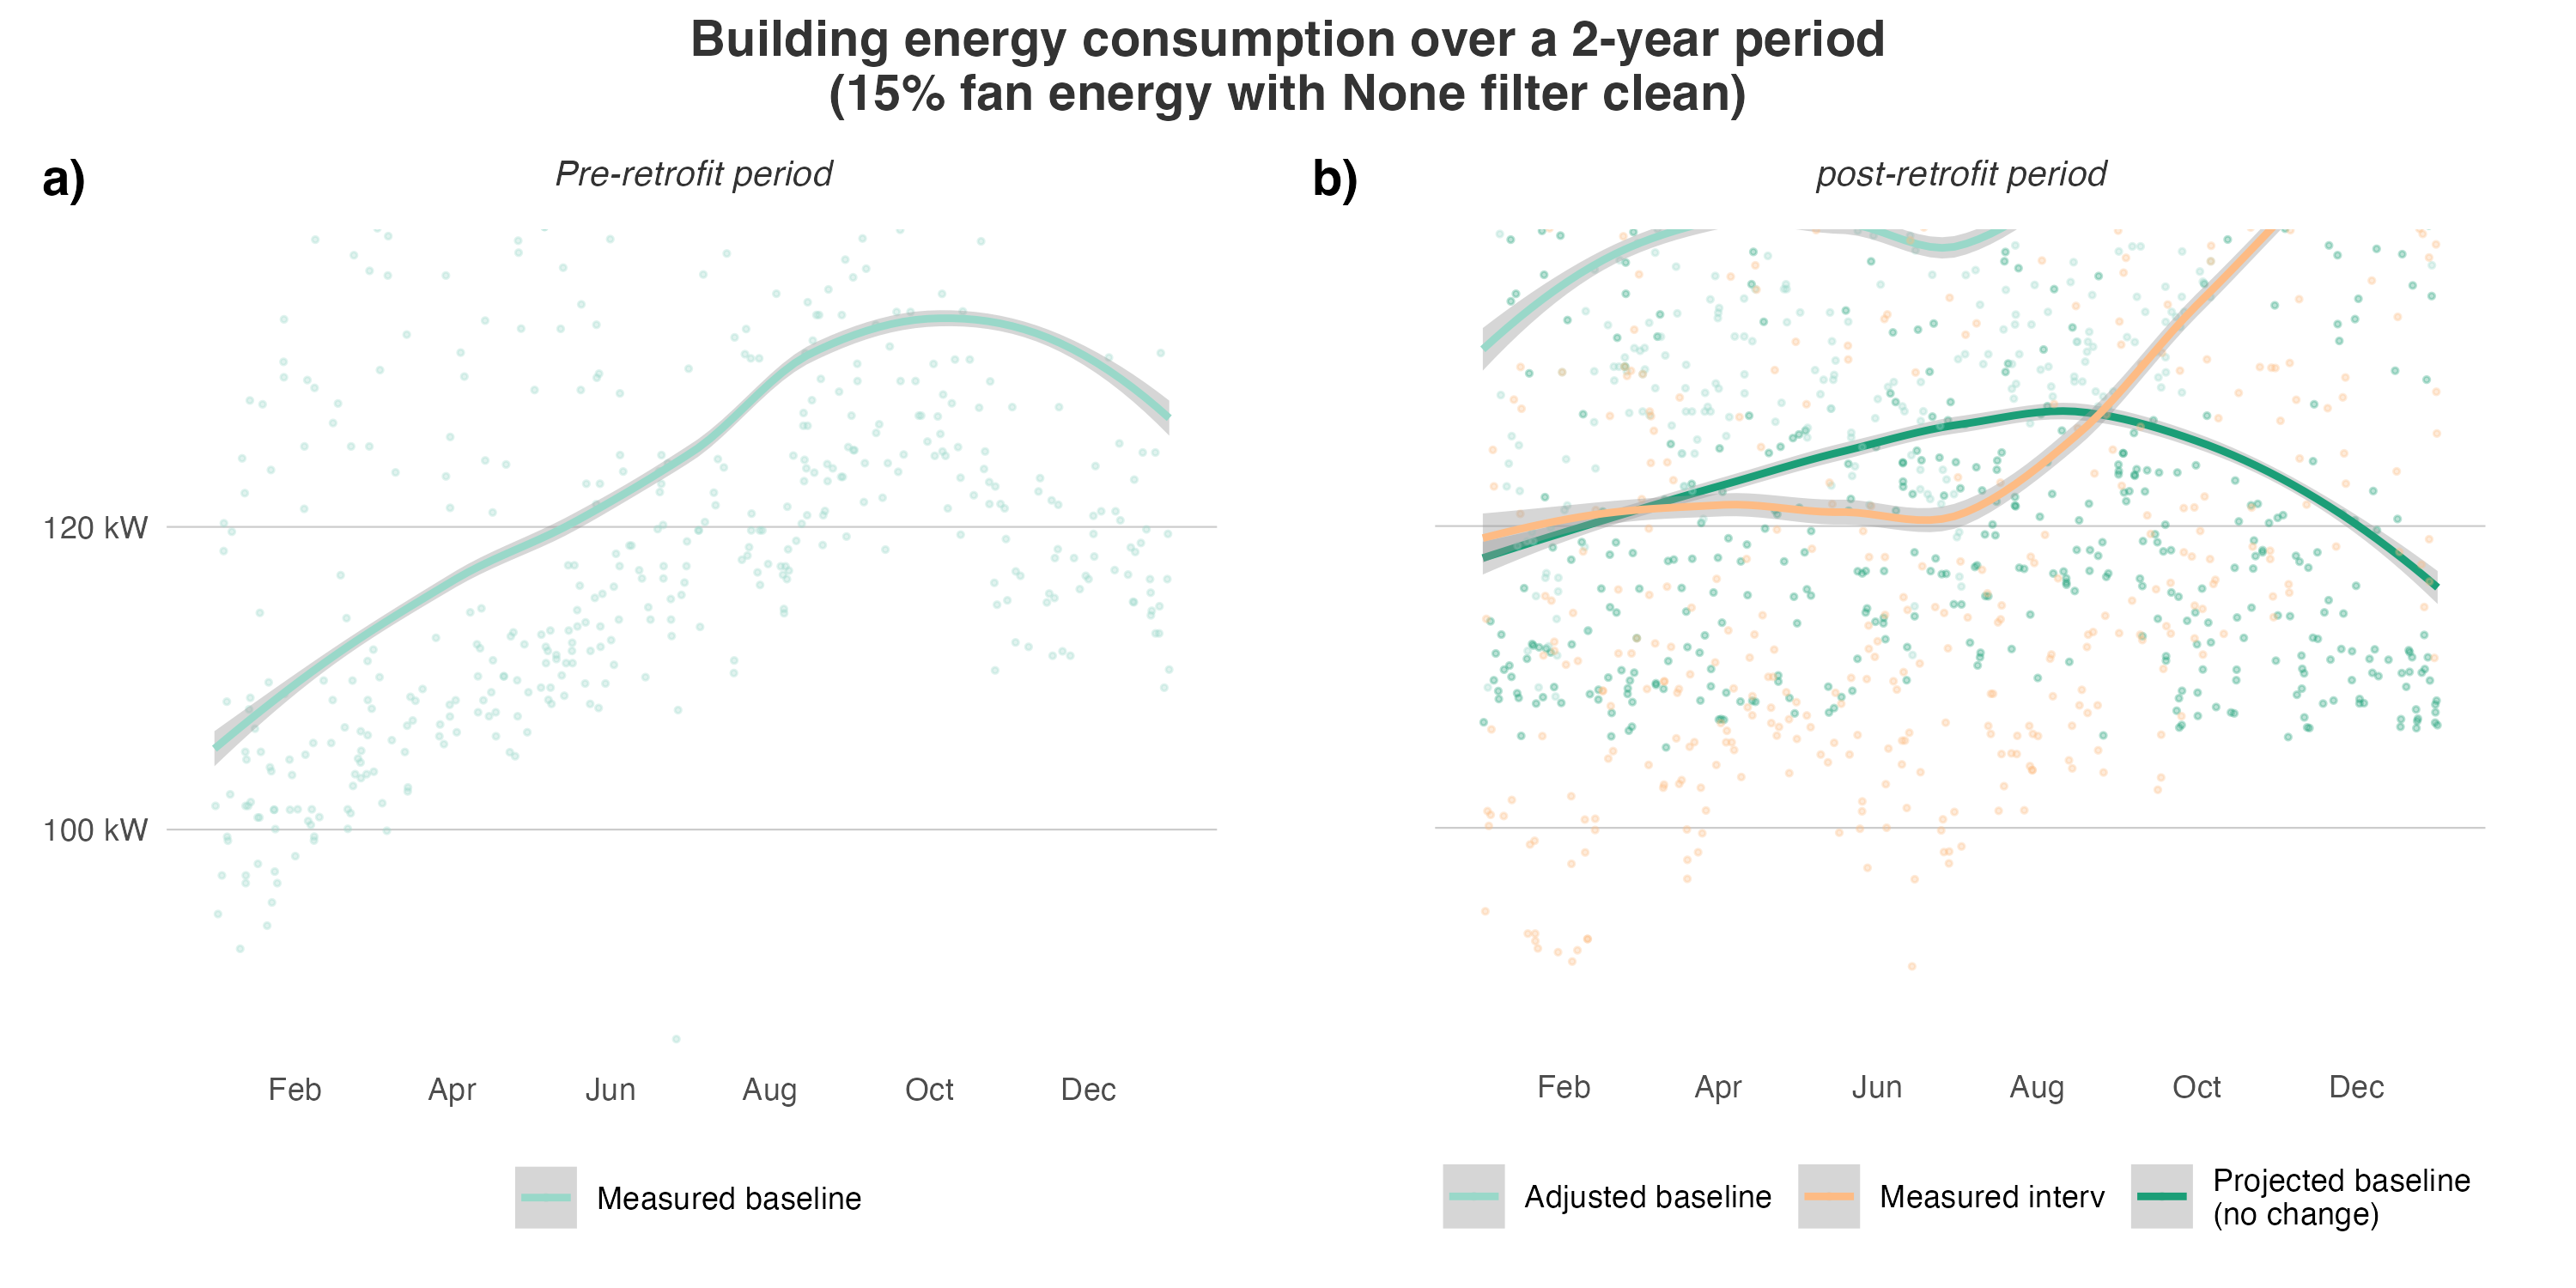 Building energy consumption over a 2-year period
(15% fan energy with None filter clean)
a)
Pre-retrofit period
120 kW
100 kW
Feb Apr Jun Aug Oct Dec
Measured baseline
b)
post-retrofit period
Feb Apr Jun Aug Oct Dec
Adjusted baseline
Measured interv
Projected baseline
(no change)